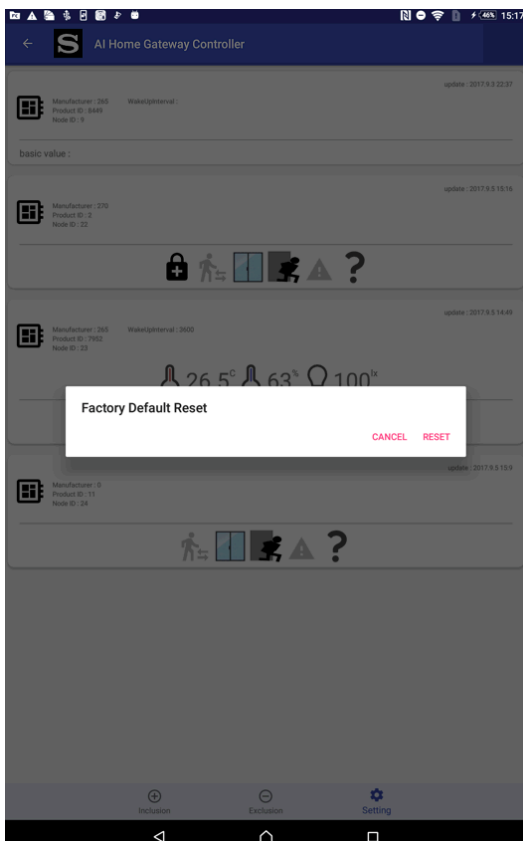 46% 15:17
S AI Home Gateway Controller
update : 2017.9.3 22:37
Manufacturer : 265 WakeUpInterval :
Product ID : 8449
Node ID : 9
basic value :
update : 2017.9.5 15:16
Manufacturer : 270
Product ID : 2
Node ID : 22
?
update : 2017.9.5 14:49
Manufacturer : 265 WakeUpInterval : 3600
Product ID : 7952
Node ID : 23
26.5°C 63% 100lx
Factory Default Reset
CANCEL RESET
update : 2017.9.5 15:9
Manufacturer : 0
Product ID : 11
Node ID : 24
?
Inclusion Exclusion Setting